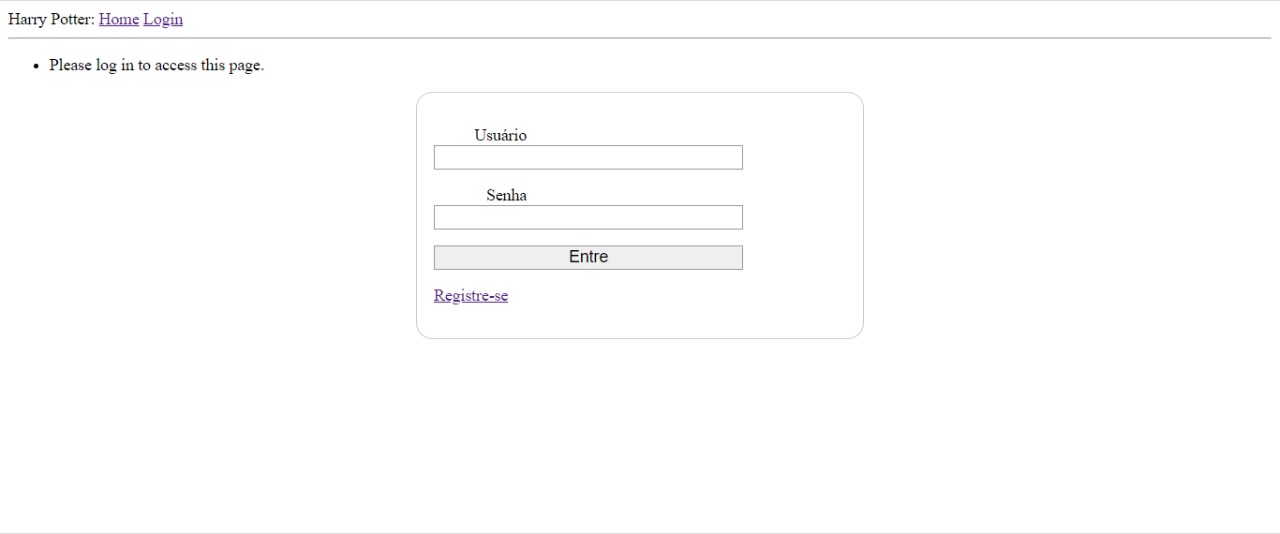 Harry Potter: Home Login
Please log in to access this page.
Usuário
Senha
Entre
Registre-se